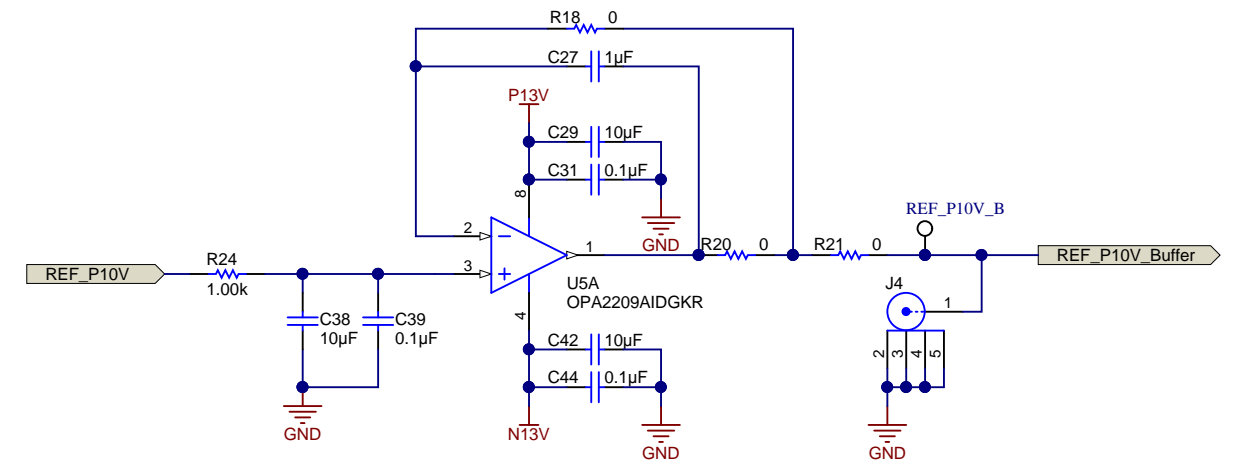 R18 0
C27 1µF
P13V
C29 10µF
C31 0.1µF
8
GND
2
1
3
U5A
OPA2209AIDGKR
4
REF_P10V
R24
1.00k
C38
10µF
C39
0.1µF
GND
C42 10µF
C44 0.1µF
N13V
GND
R20 0
R21 0
REF_P10V_B
REF_P10V_Buffer
J4
1
2
3
4
5
GND